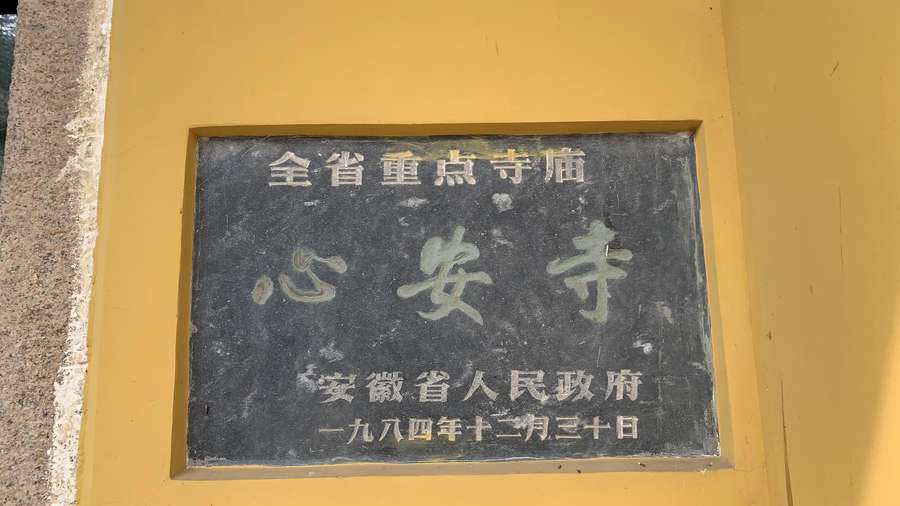 全省重点寺庙
心安寺
安徽省人民政府
一九八四年十二月三十日